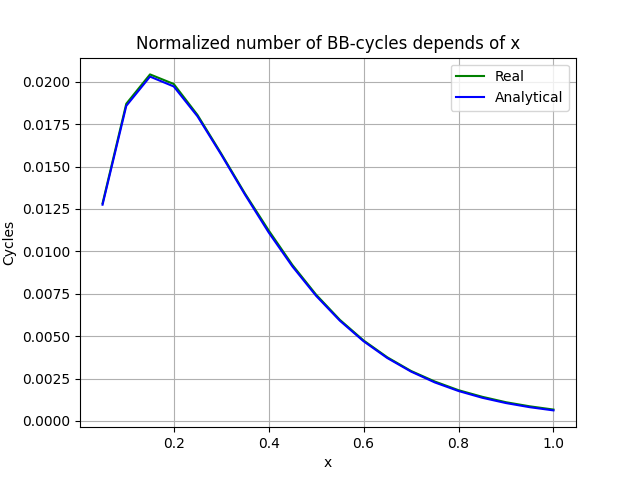 Normalized number of BB-cycles depends of x
Real
Analytical
0.0200
0.0175
0.0150
0.0125
0.0100
0.0075
0.0050
0.0025
0.0000
Cycles
0.2 0.4 0.6 0.8 1.0
x